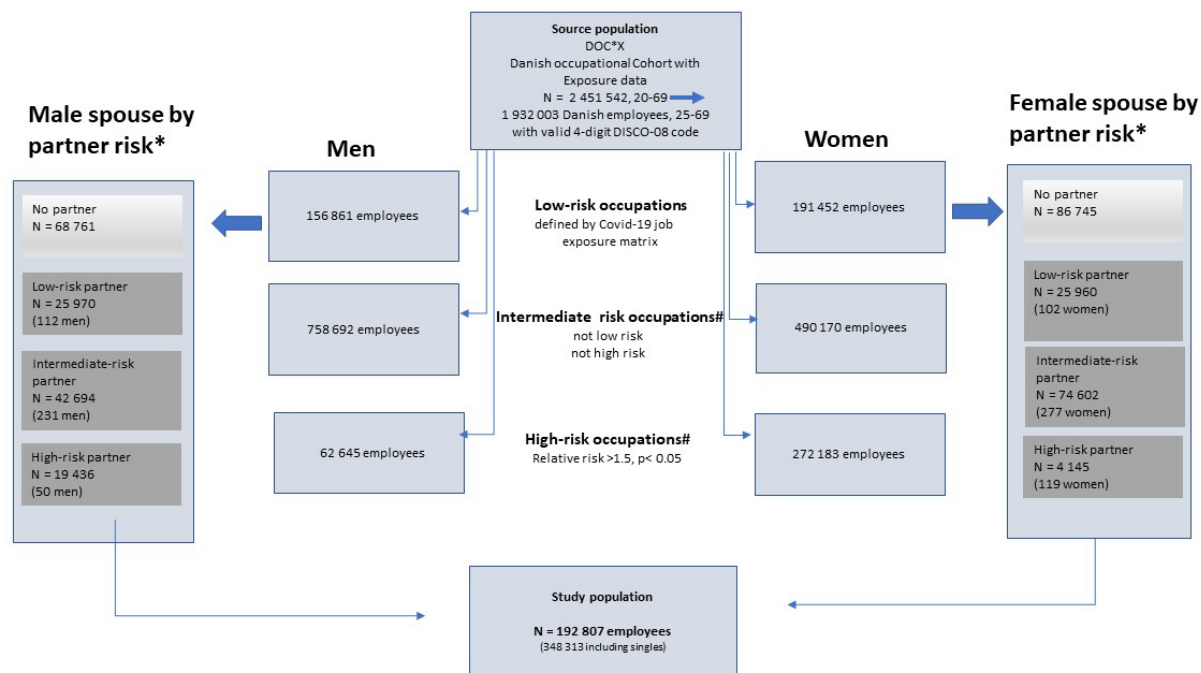 Source population
DOC*X
Danish occupational Cohort with
Exposure data
N = 2 451 542, 20-69
1 932 003 Danish employees, 25-69
with valid 4-digit DISCO-08 code
Male spouse by
partner risk*
Men
Women
Female spouse by
partner risk*
No partner
N = 68 761
Low-risk partner
N = 25 970
(112 men)
Intermediate-risk
partner
N = 42 694
(231 men)
High-risk partner
N = 19 436
(50 men)
156 861 employees
758 692 employees
62 645 employees
Low-risk occupations
defined by Covid-19 job
exposure matrix
Intermediate risk occupations#
not low risk
not high risk
High-risk occupations#
Relative risk >1.5, p< 0.05
191 452 employees
490 170 employees
272 183 employees
No partner
N = 86 745
Low-risk partner
N = 25 960
(102 women)
Intermediate-risk
partner
N = 74 602
(277 women)
High-risk partner
N = 4 145
(119 women)
Study population
N = 192 807 employees
(348 313 including singles)